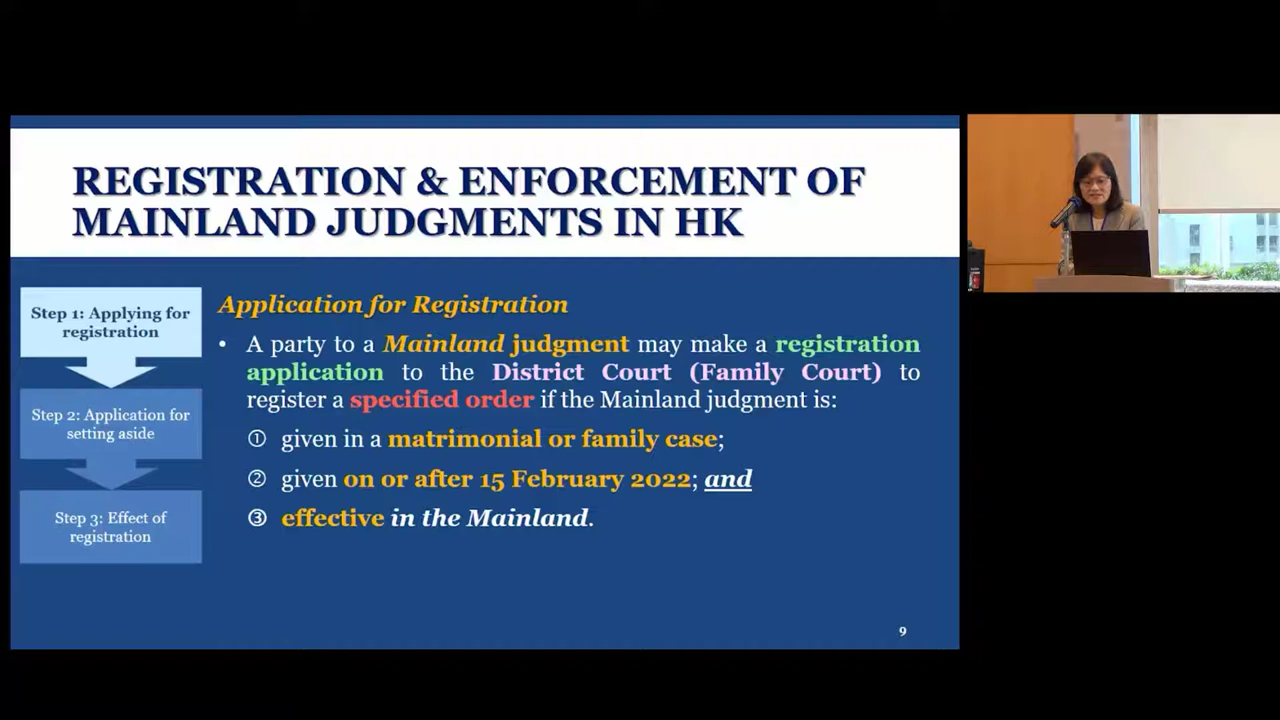 REGISTRATION & ENFORCEMENT OF
MAINLAND JUDGMENTS IN HK
Step 1: Applying for
registration
Step 2: Application for
setting aside
Step 3: Effect of
registration
Application for Registration
• A party to a Mainland judgment may make a registration
application to the District Court (Family Court) to
register a specified order if the Mainland judgment is:
① given in a matrimonial or family case;
② given on or after 15 February 2022; and
③ effective in the Mainland.
9